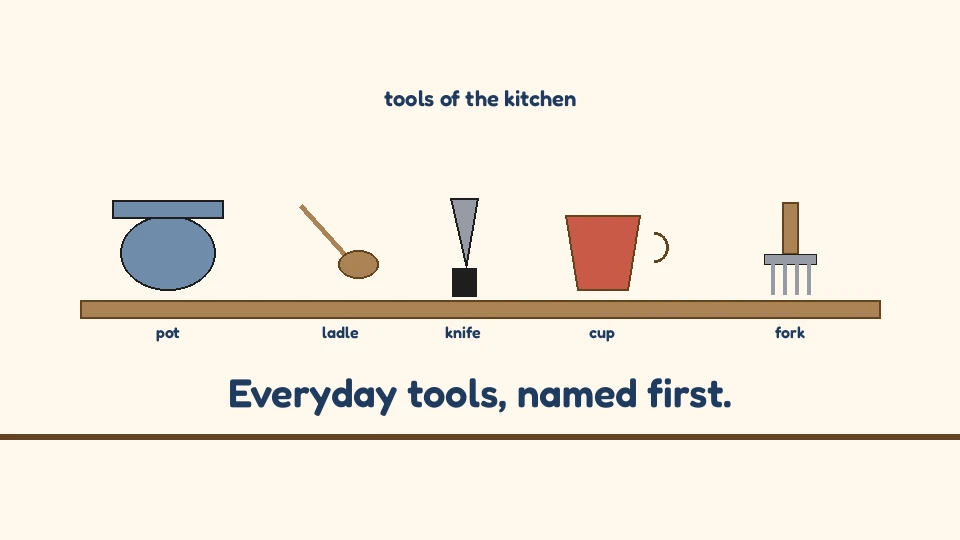 tools of the kitchen
pot ladle knife cup fork
Everyday tools, named first.